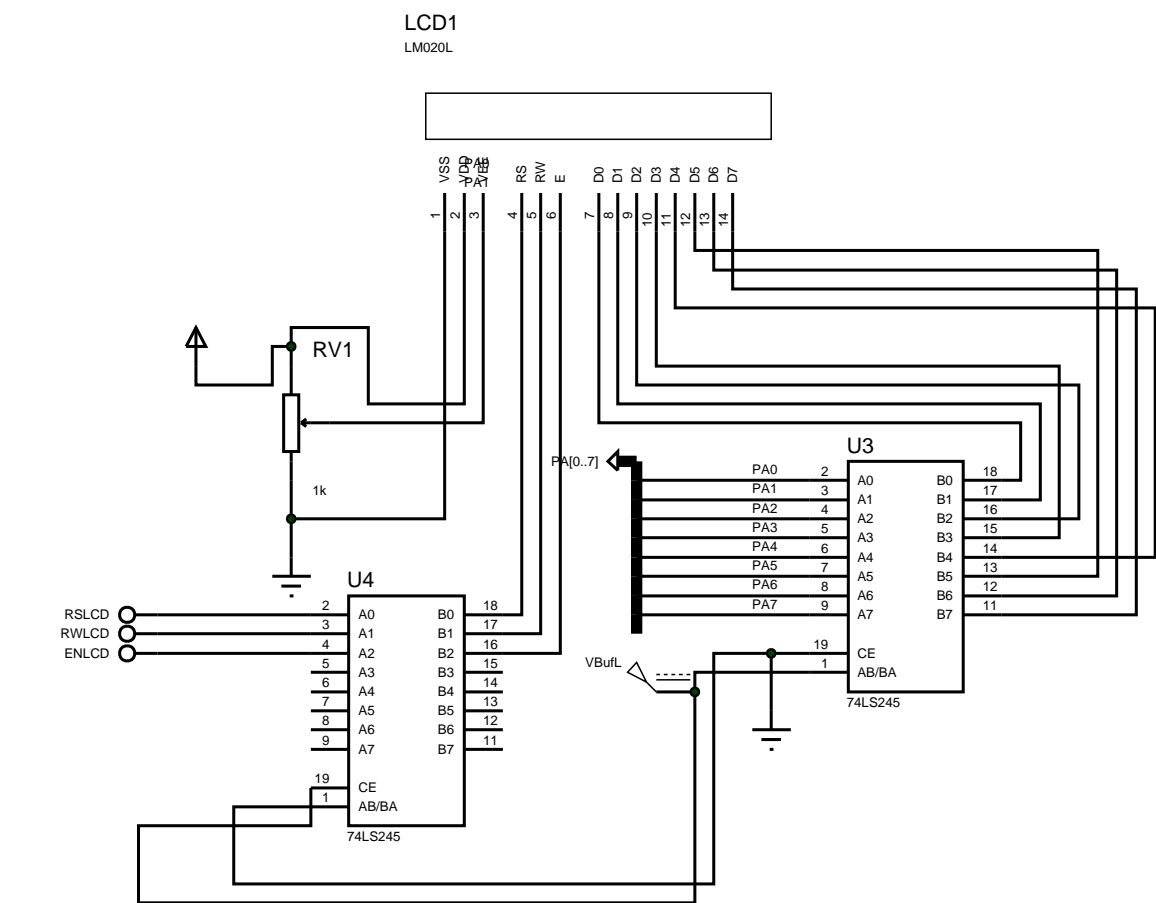 LCD1
LM020L
VSS
VDD
VEE
PA0
PA1
RS
RW
E
D0
D1
D2
D3
D4
D5
D6
D7
1
2
3
4
5
6
7
8
9
10
11
12
13
14
RV1
1k
PA[0..7]
U3
PA0 2 A0 B0 18
PA1 3 A1 B1 17
PA2 4 A2 B2 16
PA3 5 A3 B3 15
PA4 6 A4 B4 14
PA5 7 A5 B5 13
PA6 8 A6 B6 12
PA7 9 A7 B7 11
19 CE
1 AB/BA
74LS245
VBufL
U4
RSLCD 2 A0 B0 18
RWLCD 3 A1 B1 17
ENLCD 4 A2 B2 16
5 A3 B3 15
6 A4 B4 14
7 A5 B5 13
8 A6 B6 12
9 A7 B7 11
19 CE
1 AB/BA
74LS245